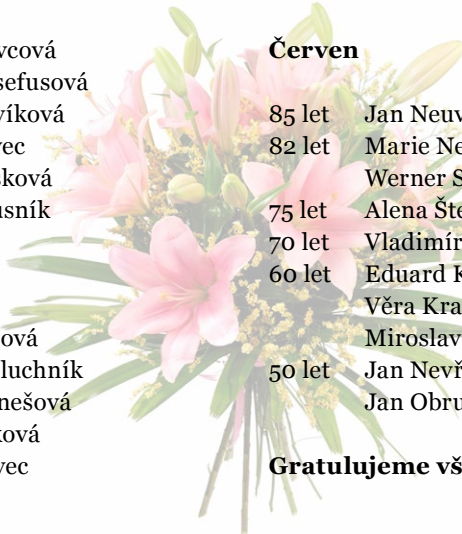 vcová
sefusová
víková
vec
šková
usník
ová
luchník
nešová
ková
vec
Červen
85 let Jan Neuv
82 let Marie Ne
Werner S
75 let Alena Šte
70 let Vladimír
60 let Eduard K
Věra Kra
Miroslav
50 let Jan Nevř
Jan Obru
Gratulujeme vš